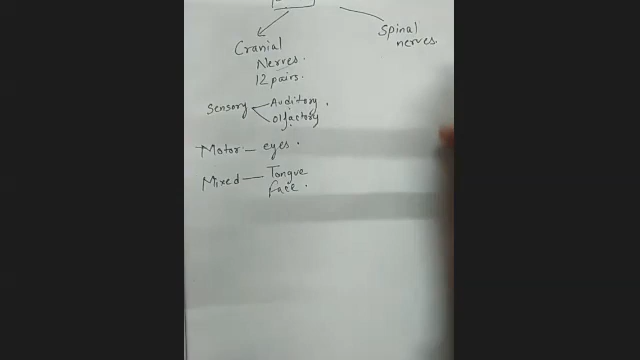 Cranial
Nerves.
12 pairs.
Spinal
nerves.
Sensory Auditory.
Olfactory
Motor - eyes.
Mixed - Tongue
face.